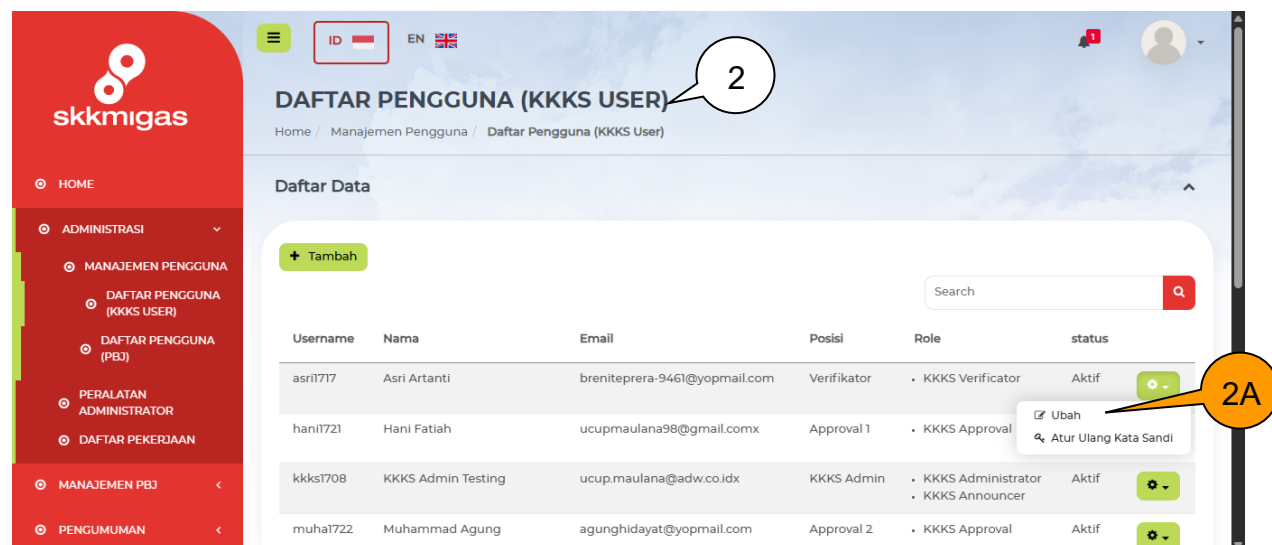 skkmigas
HOME
ADMINISTRASI
MANAJEMEN PENGGUNA
DAFTAR PENGGUNA
(KKKS USER)
DAFTAR PENGGUNA
(PBJ)
PERALATAN
ADMINISTRATOR
DAFTAR PEKERJAAN
MANAJEMEN PBJ
PENGUMUMAN
ID EN
1
2
DAFTAR PENGGUNA (KKKS USER)
Home / Manajemen Pengguna / Daftar Pengguna (KKKS User)
Daftar Data
+ Tambah
Search
Username Nama Email Posisi Role status
asri1717 Asri Artanti breniteprera-9461@yopmail.com Verifikator • KKKS Verificator Aktif
2A
Ubah
Atur Ulang Kata Sandi
hani1721 Hani Fatiah ucupmaulana98@gmail.comx Approval 1 • KKKS Approval
kkks1708 KKKS Admin Testing ucup.maulana@adw.co.idx KKKS Admin • KKKS Administrator Aktif
• KKKS Announcer
muha1722 Muhammad Agung agunghidayat@yopmail.com Approval 2 • KKKS Approval Aktif